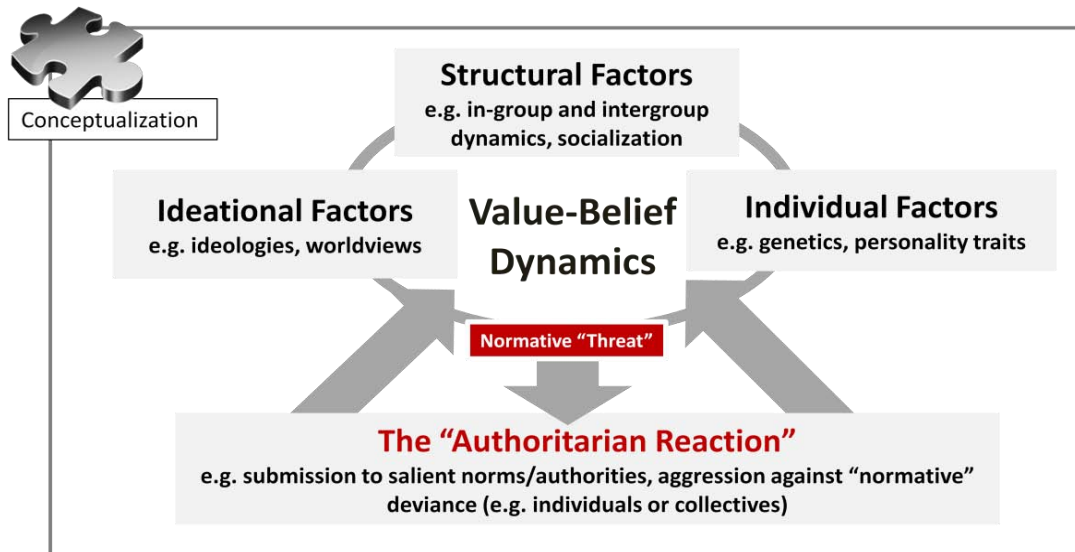 Conceptualization
Structural Factors
e.g. in-group and intergroup
dynamics, socialization
Ideational Factors
e.g. ideologies, worldviews
Value-Belief
Dynamics
Individual Factors
e.g. genetics, personality traits
Normative “Threat”
The “Authoritarian Reaction”
e.g. submission to salient norms/authorities, aggression against “normative”
deviance (e.g. individuals or collectives)